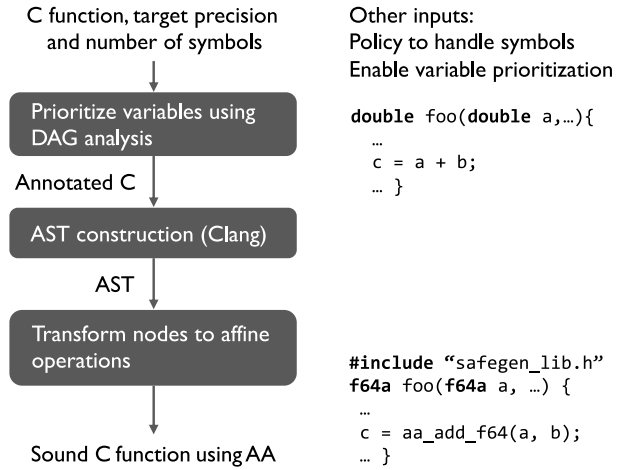 C function, target precision
and number of symbols
Prioritize variables using
DAG analysis
Annotated C
AST construction (Clang)
AST
Transform nodes to affine
operations
Sound C function using AA
Other inputs:
Policy to handle symbols
Enable variable prioritization
double foo(double a,…){
…
c = a + b;
… }
#include “safegen_lib.h”
f64a foo(f64a a, …) {
…
c = aa_add_f64(a, b);
… }